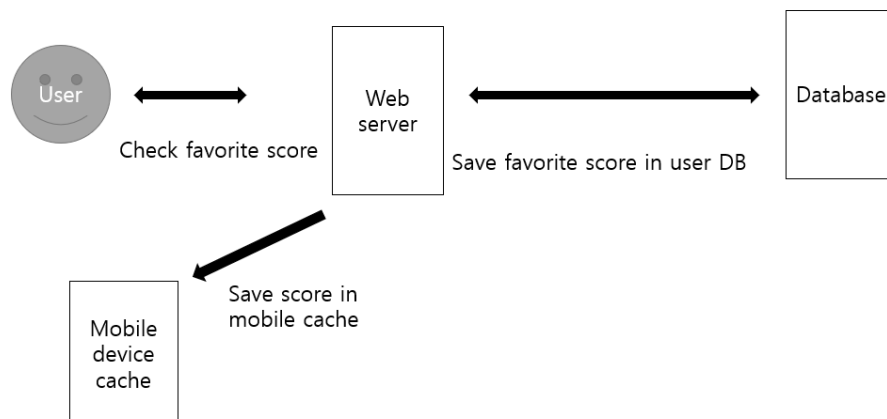 User
Check favorite score
Web
server
Save favorite score in user DB
Database
Save score in
mobile cache
Mobile
device
cache